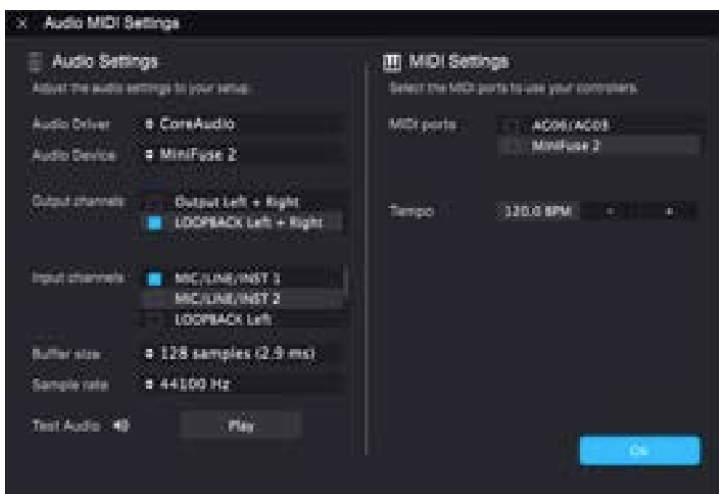 × Audio MIDI Settings
Audio Settings
Adjust the audio settings to your setup.
Audio Driver CoreAudio
Audio Device MiniFuse 2
Output channels Output Left + Right
LOOPBACK Left + Right
Input channels MIC/LINE/INST 1
MIC/LINE/INST 2
LOOPBACK Left
Buffer size 128 samples (2.9 ms)
Sample rate 44100 Hz
Test Audio Play
MIDI Settings
Select the MIDI ports to use your controllers.
MIDI ports AG06/AG03
MiniFuse 2
Tempo 120.0 BPM - +
Ok